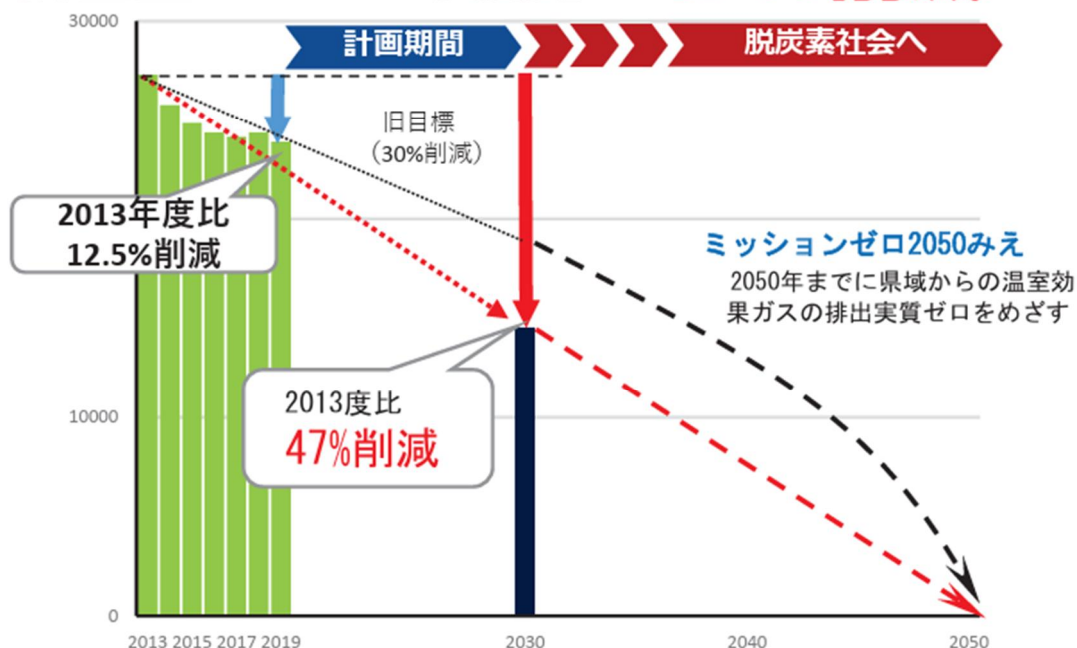 30000
計画期間
脱炭素社会へ
旧目標
（30%削減）
2013年度比
12.5%削減
ミッションゼロ2050みえ
2050年までに県域からの温室効
果ガスの排出実質ゼロをめざす
10000
2013度比
47%削減
0
2013 2015 2017 2019 2030 2040 2050